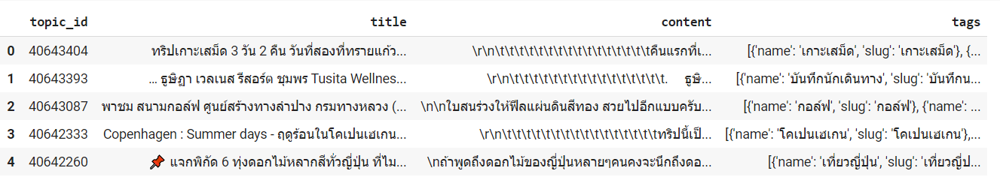 topic_id title content tags
0 40643404 ทริปเกาะเสม็ด 3 วัน 2 คืน วันที่สองที่ทรายแก้ว... \r\n\t\t\t\t\t\t\t\t\t\t\t\t\t\t\t\tคืนแรกที่เ... [{'name': 'เกาะเสม็ด', 'slug': 'เกาะเสม็ด'}, {...
1 40643393 ... ธูษิฏา เวลเนส รีสอร์ต ชุมพร Tusita Wellnes... \r\n\t\t\t\t\t\t\t\t\t\t\t\t\t\t\t\t. ธูษิ... [{'name': 'บันทึกนักเดินทาง', 'slug': 'บันทึกน...
2 40643087 พาชม สนามกอล์ฟ ศูนย์สร้างทางลำปาง กรมทางหลวง (... \n\nใบสนร่วงให้ฟีลแผ่นดินสีทอง สวยไปอีกแบบครับ... [{'name': 'กอล์ฟ', 'slug': 'กอล์ฟ'}, {'name': ...
3 40642333 Copenhagen : Summer days - ฤดูร้อนในโคเปนเฮเกน... \r\n\t\t\t\t\t\t\t\t\t\t\t\t\t\t\t\tทริปนี้เป็... [{'name': 'โคเปนเฮเกน', 'slug': 'โคเปนเฮเกน'},...
4 40642260 📌 แจกพิกัด 6 ทุ่งดอกไม้หลากสีทั่วญี่ปุ่น ที่ไม... \nถ้าพูดถึงดอกไม้ของญี่ปุ่นหลายๆคนคงจะนึกถึงดอ... [{'name': 'เที่ยวญี่ปุ่น', 'slug': 'เที่ยวญี่ป...